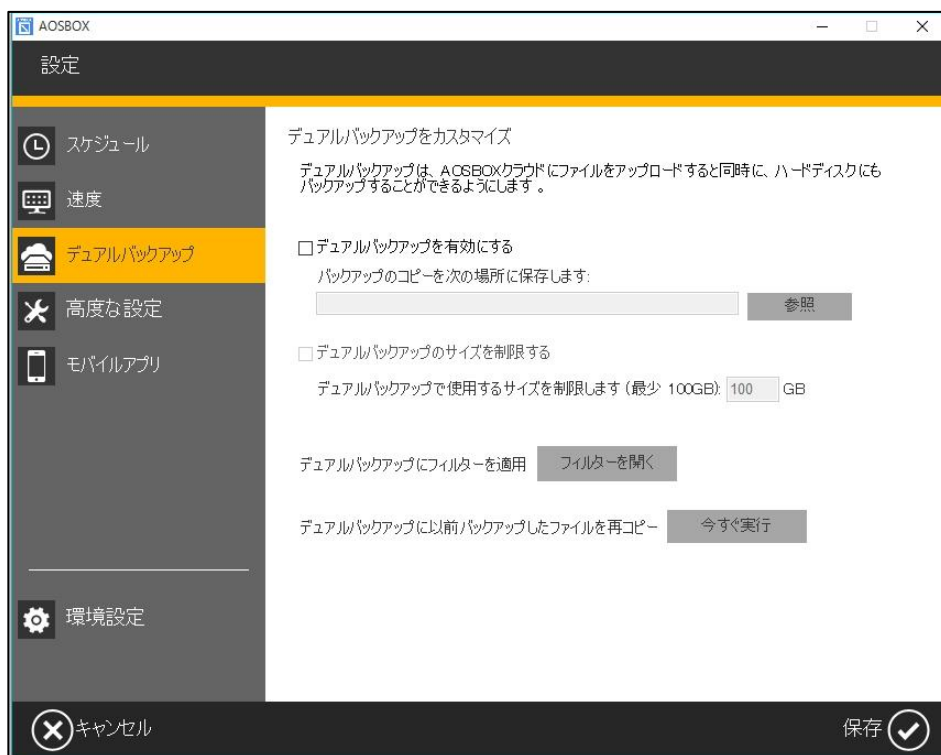 AOSBOX
設定
スケジュール
速度
デュアルバックアップ
高度な設定
モバイルアプリ
環境設定
デュアルバックアップをカスタマイズ
デュアルバックアップは、AOSBOXクラウドにファイルをアップロードすると同時に、ハードディスクにも
バックアップすることができるようにします。
デュアルバックアップを有効にする
バックアップのコピーを次の場所に保存します:
参照
デュアルバックアップのサイズを制限する
デュアルバックアップで使用するサイズを制限します(最少 100GB): 100 GB
デュアルバックアップにフィルターを適用 フィルターを開く
デュアルバックアップに以前バックアップしたファイルを再コピー 今すぐ実行
キャンセル
保存